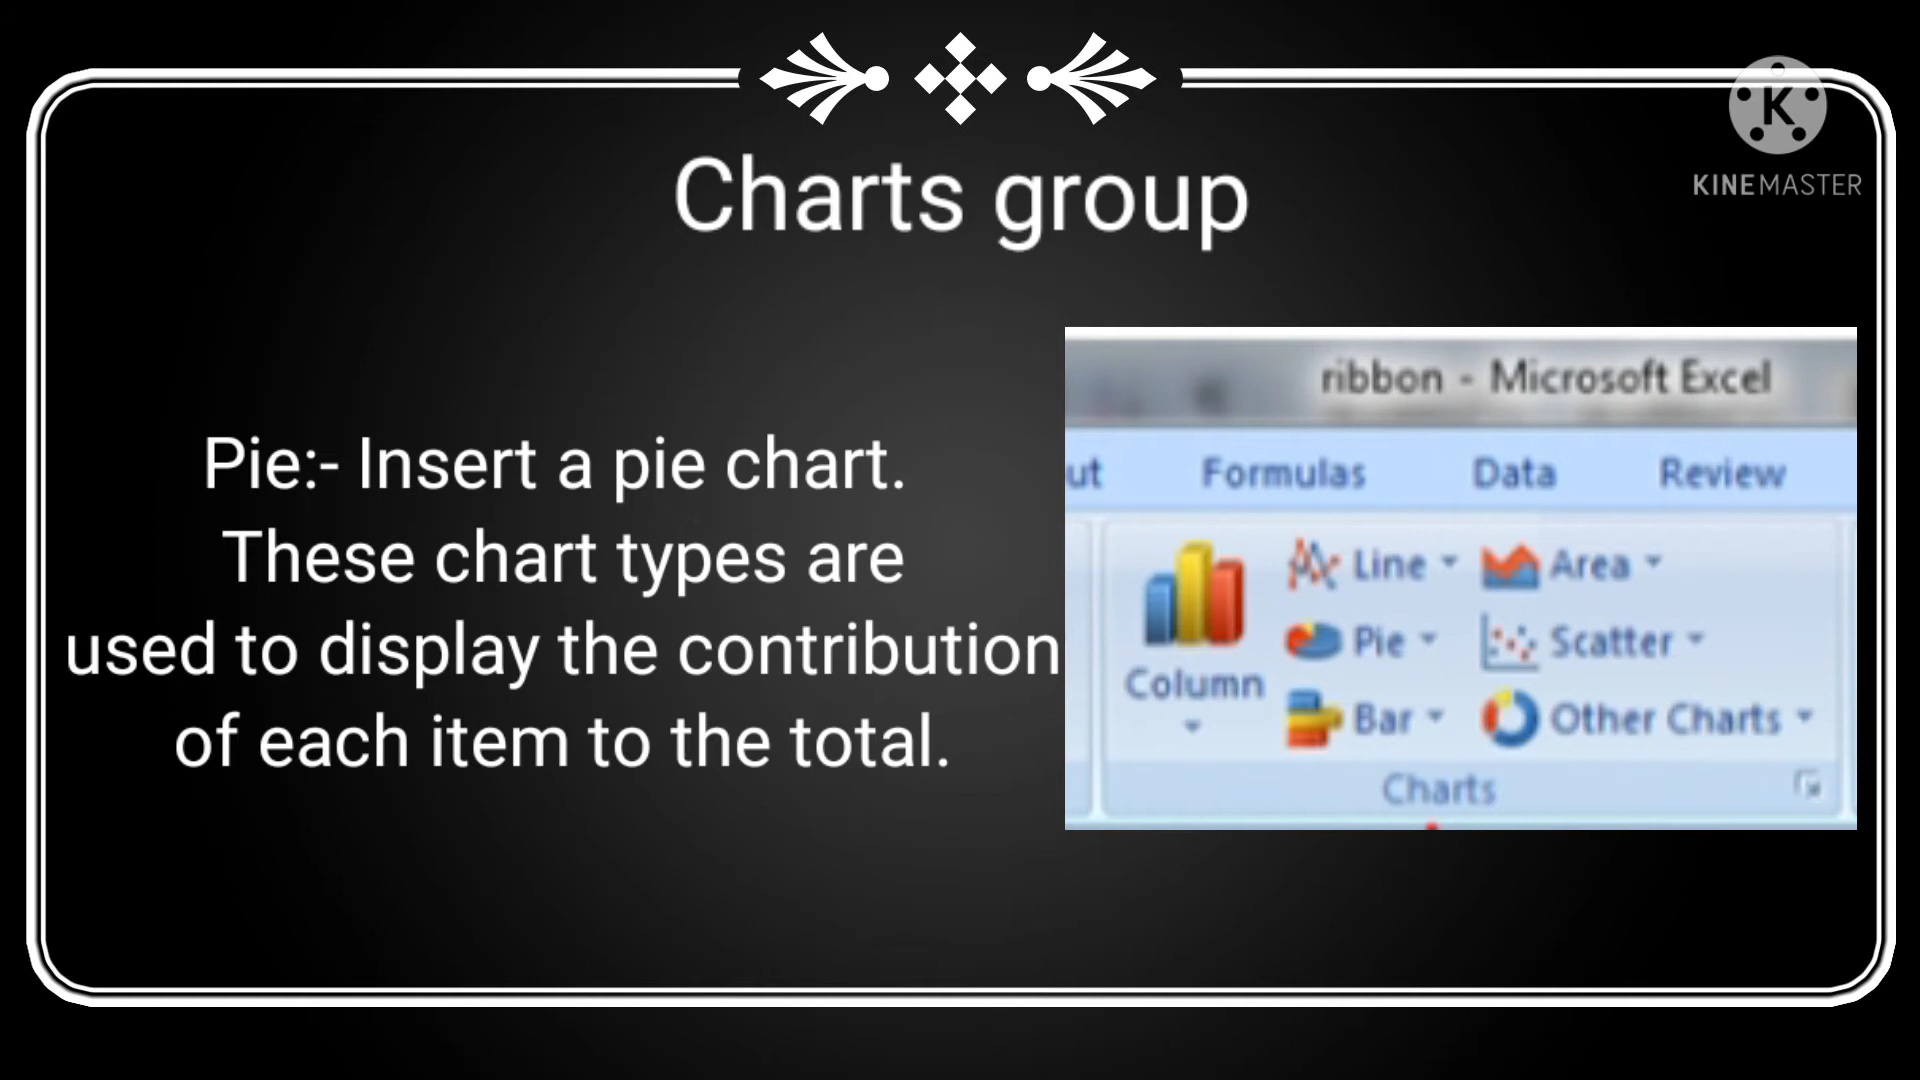 K
KINEMASTER
Charts group
Pie:- Insert a pie chart.
These chart types are
used to display the contribution
of each item to the total.
ribbon - Microsoft Excel
ut Formulas Data Review
Line Area
Pie Scatter
Column
Bar Other Charts
Charts